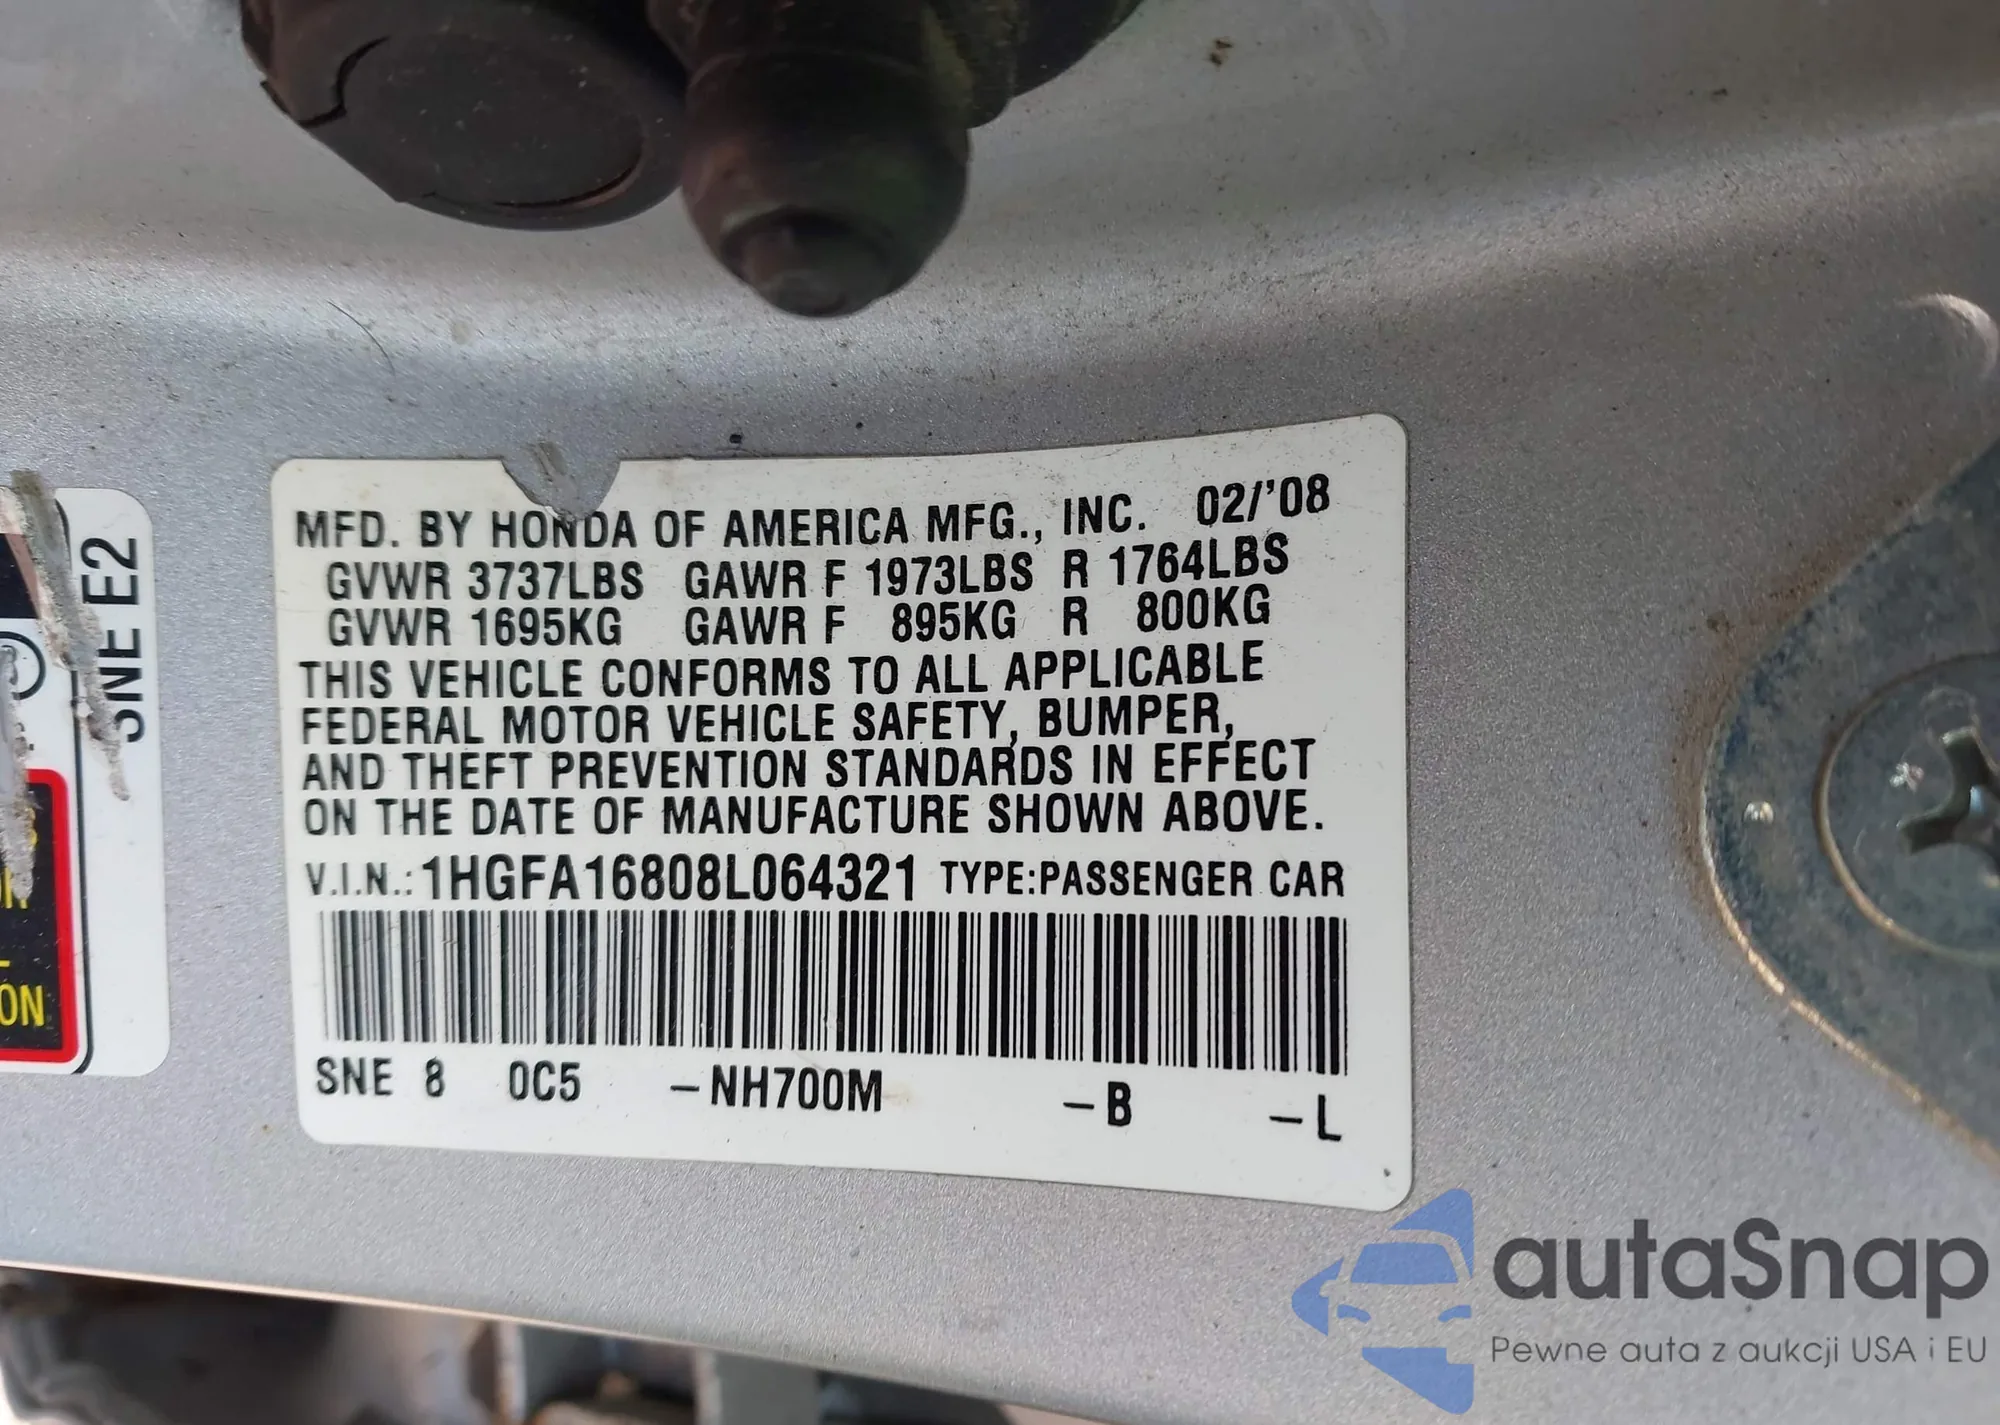 MFD. BY HONDA OF AMERICA MFG., INC. 02/'08
GVWR 3737LBS GAWR F 1973LBS R 1764LBS
GVWR 1695KG GAWR F 895KG R 800KG
THIS VEHICLE CONFORMS TO ALL APPLICABLE
FEDERAL MOTOR VEHICLE SAFETY, BUMPER,
AND THEFT PREVENTION STANDARDS IN EFFECT
ON THE DATE OF MANUFACTURE SHOWN ABOVE.
V.I.N.: 1HGFA16808L064321 TYPE:PASSENGER CAR
SNE 8 0C5 -NH700M -B -L
SNE E2
autaSnap
Pewne auta z aukcji USA i EU